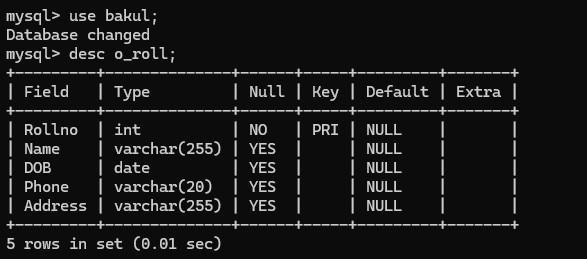 mysql> use bakul;
Database changed
mysql> desc o_roll;
+---------+--------------+------+-----+---------+-------+
| Field   | Type         | Null | Key | Default | Extra |
+---------+--------------+------+-----+---------+-------+
| Rollno  | int          | NO   | PRI | NULL    |       |
| Name    | varchar(255) | YES  |     | NULL    |       |
| DOB     | date         | YES  |     | NULL    |       |
| Phone   | varchar(20)  | YES  |     | NULL    |       |
| Address | varchar(255) | YES  |     | NULL    |       |
+---------+--------------+------+-----+---------+-------+
5 rows in set (0.01 sec)